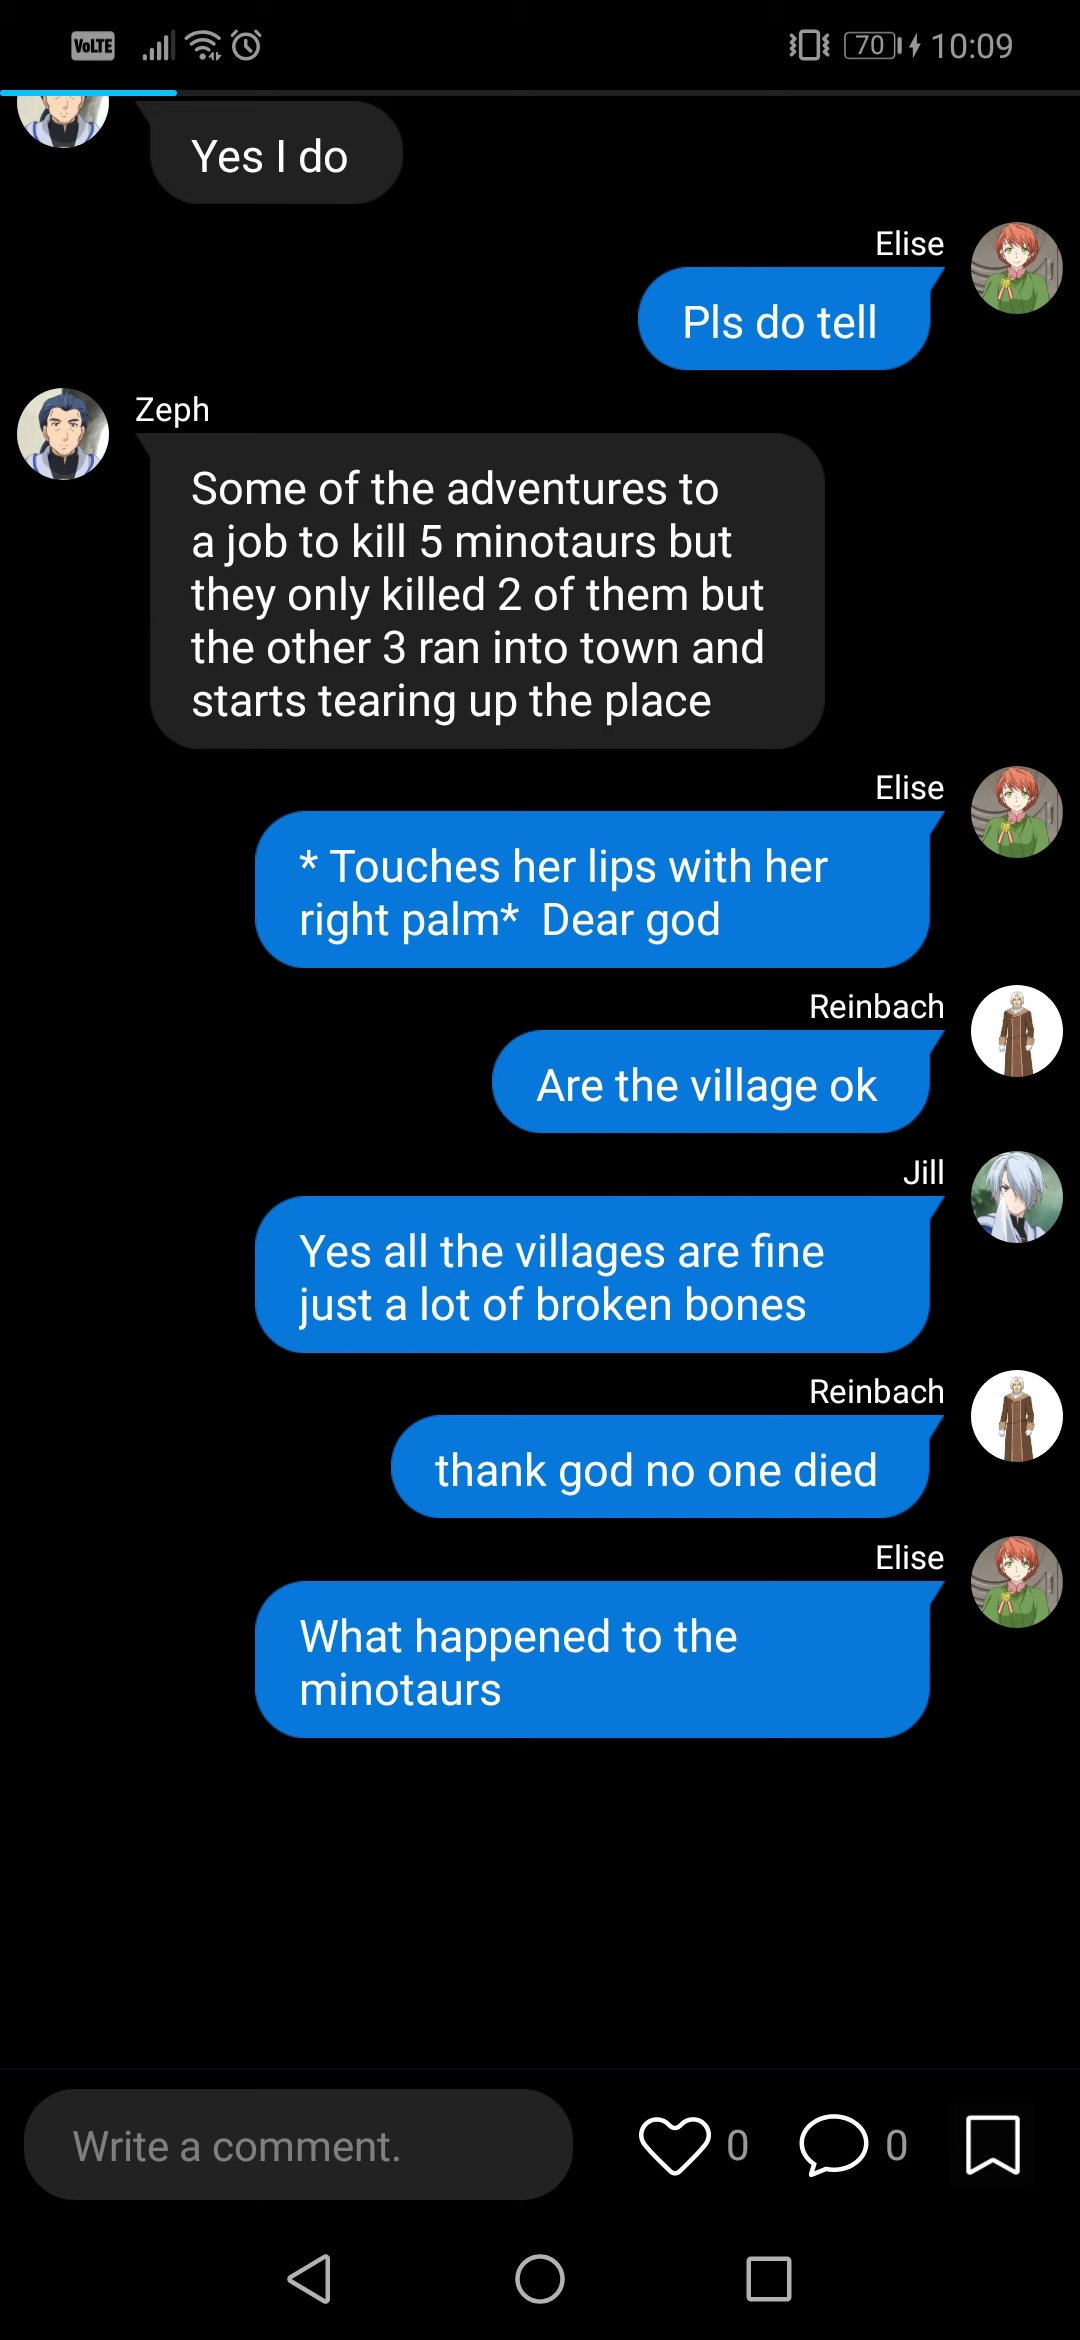 VoLTE 70 10:09
Yes I do
Elise
Pls do tell
Zeph
Some of the adventures to
a job to kill 5 minotaurs but
they only killed 2 of them but
the other 3 ran into town and
starts tearing up the place
Elise
* Touches her lips with her
right palm*  Dear god
Reinbach
Are the village ok
Jill
Yes all the villages are fine
just a lot of broken bones
Reinbach
thank god no one died
Elise
What happened to the
minotaurs
Write a comment. 0 0